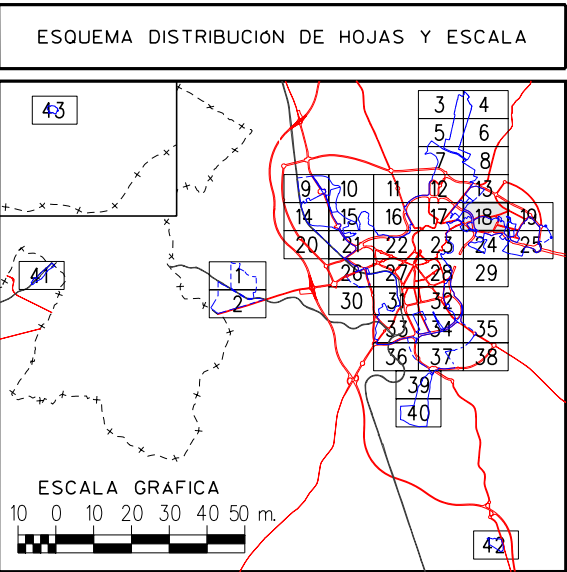 ESQUEMA DISTRIBUCIóN DE HOJAS Y ESCALA
43
3 4
5 6
7 8
9 10 11 12 13
14 15 16 17 18 19
20 21 22 23 24 25
41 1
26 27 28 29
2
30 31 32
33 34 35
36 37 38
39
40
ESCALA GRÁFICA
10 0 10 20 30 40 50 m.
42